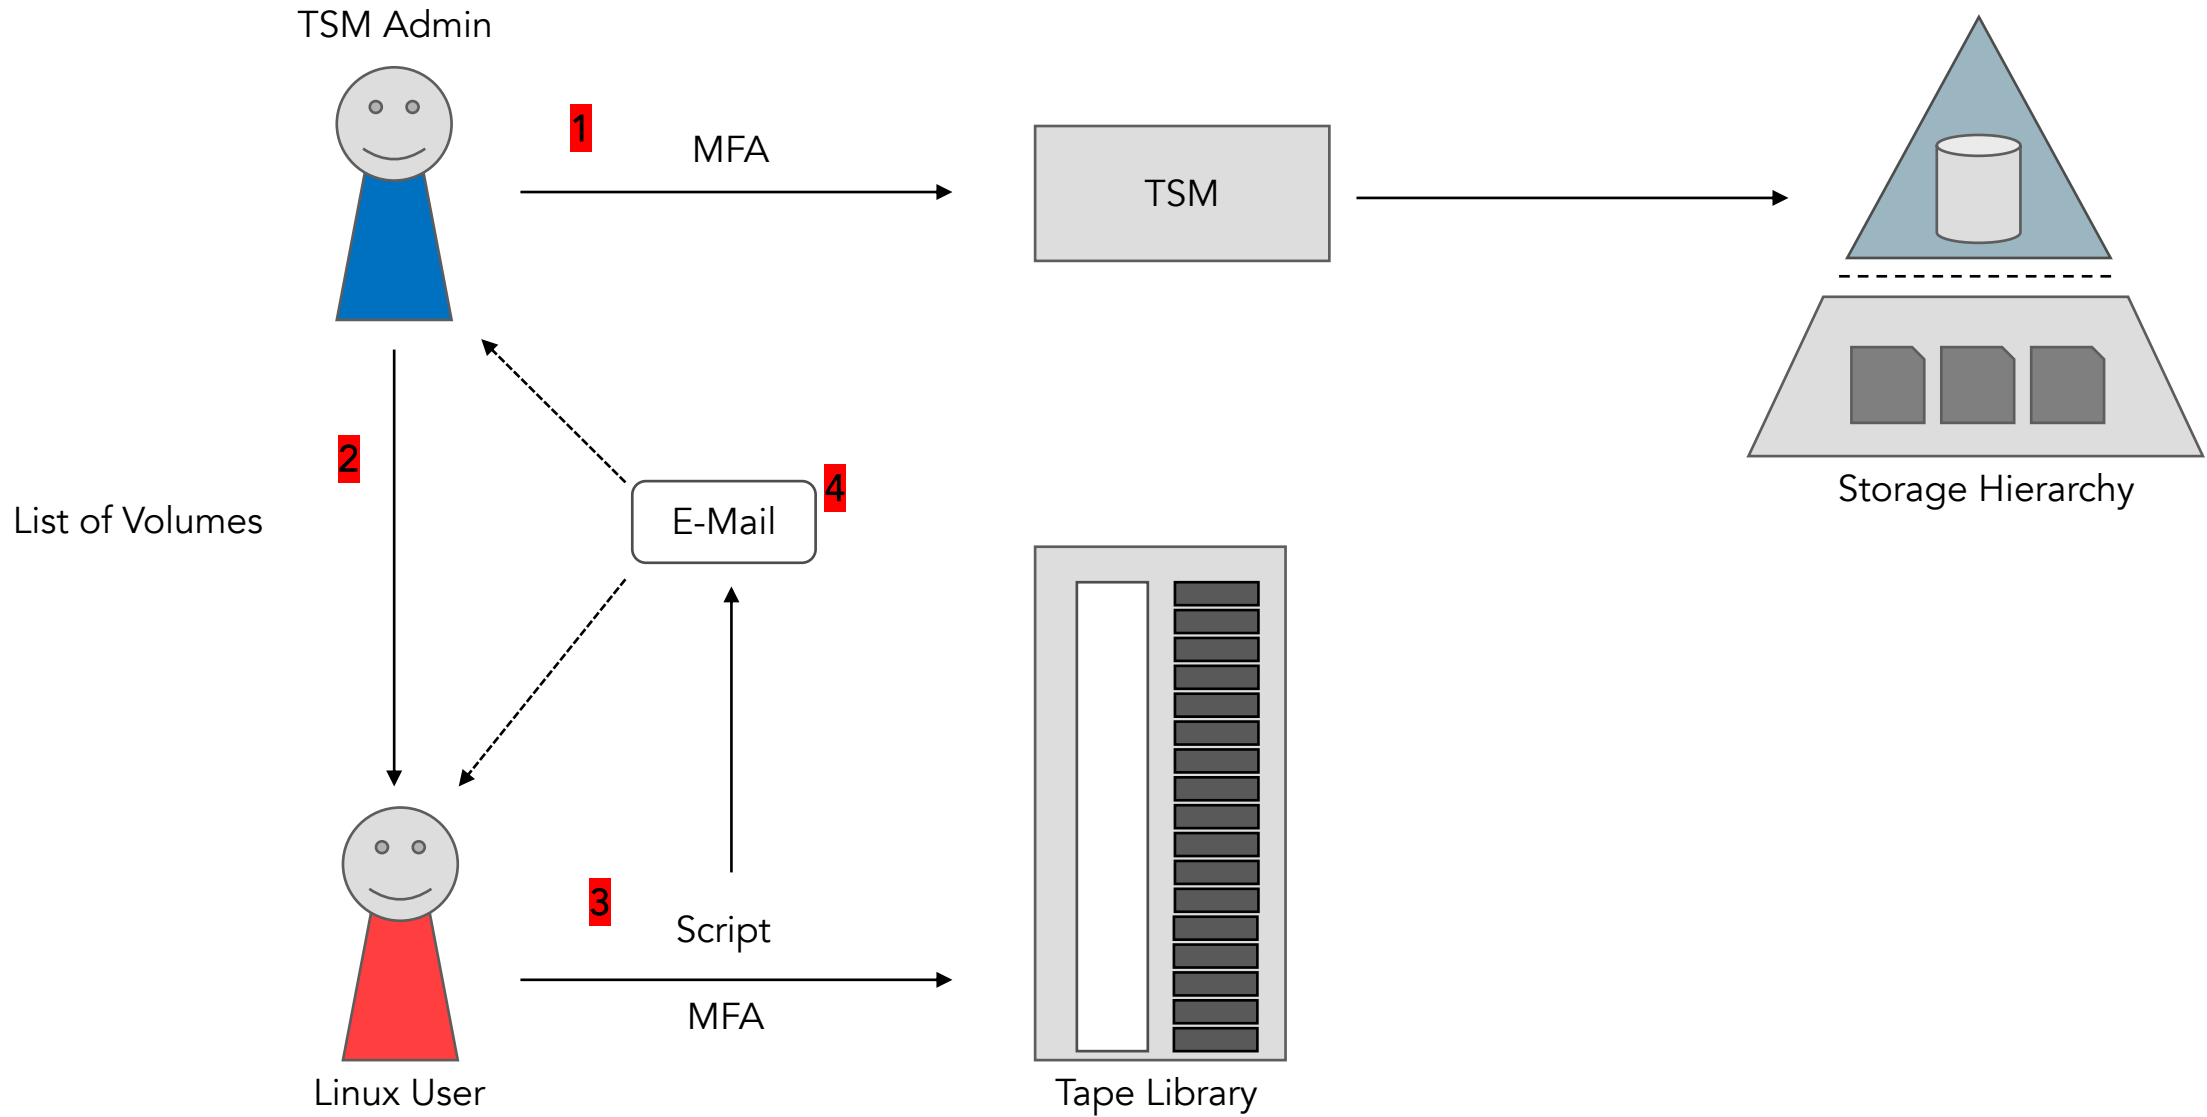 TSM Admin
1
MFA
TSM
2
4
Storage Hierarchy
List of Volumes
E-Mail
3
Script
MFA
Linux User
Tape Library